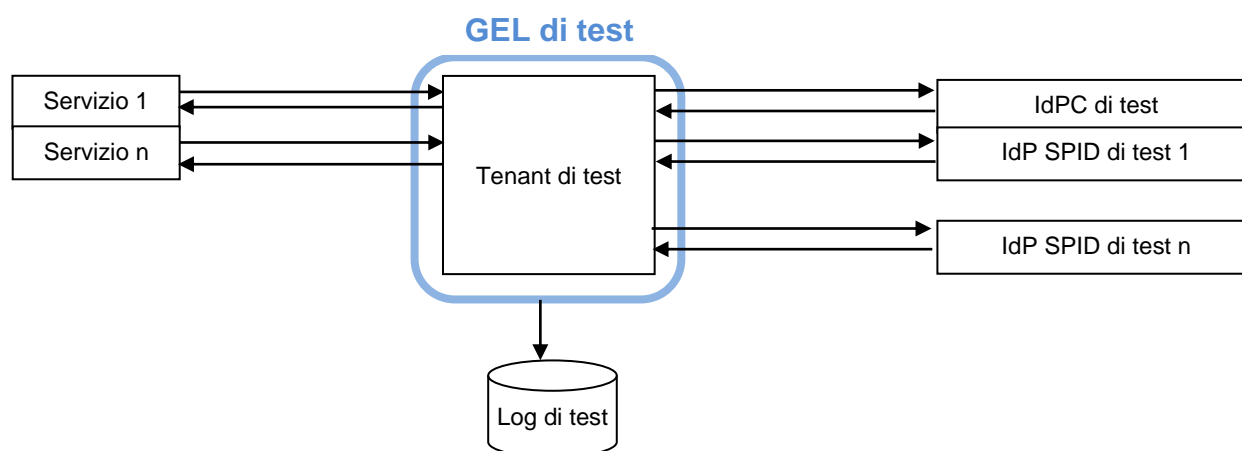 GEL di test
Servizio 1
Servizio n
Tenant di test
IdPC di test
IdP SPID di test 1
IdP SPID di test n
Log di test